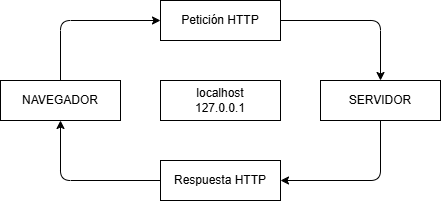 Petición HTTP
NAVEGADOR
localhost
127.0.0.1
SERVIDOR
Respuesta HTTP